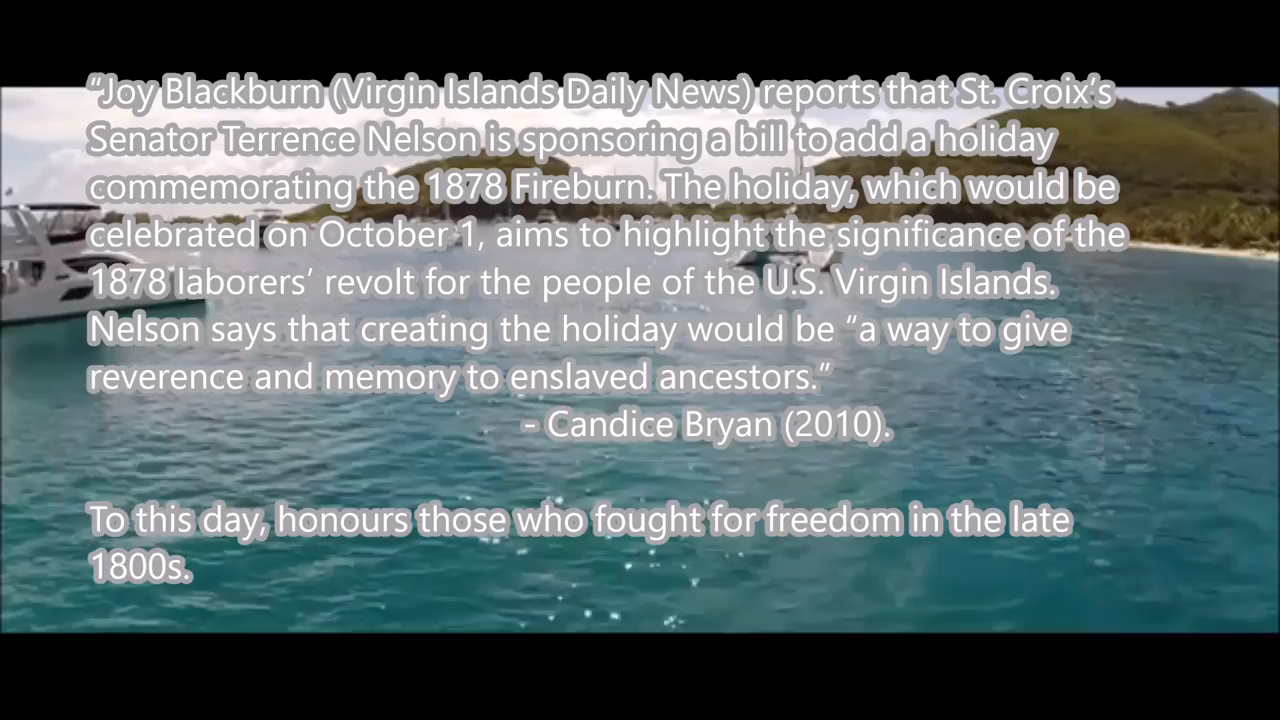 “Joy Blackburn (Virgin Islands Daily News) reports that St. Croix’s
Senator Terrence Nelson is sponsoring a bill to add a holiday
commemorating the 1878 Fireburn. The holiday, which would be
celebrated on October 1, aims to highlight the significance of the
1878 laborers’ revolt for the people of the U.S. Virgin Islands.
Nelson says that creating the holiday would be “a way to give
reverence and memory to enslaved ancestors.”
- Candice Bryan (2010).
To this day, honours those who fought for freedom in the late
1800s.